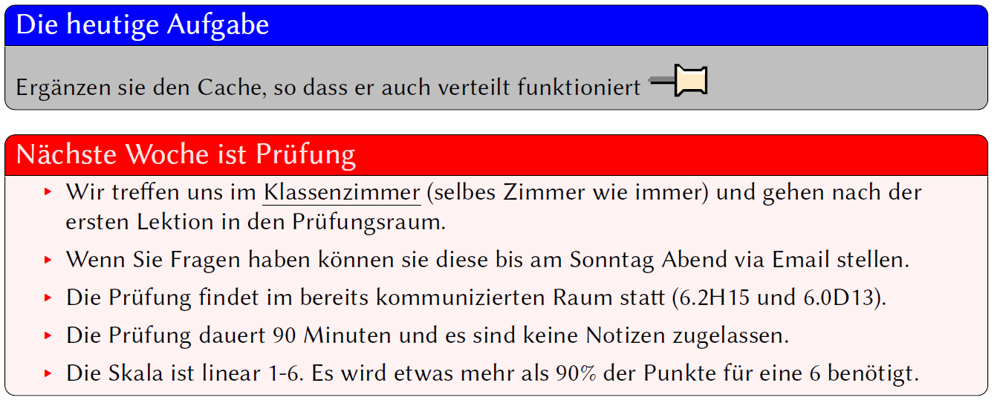 Die heutige Aufgabe
Ergänzen sie den Cache, so dass er auch verteilt funktioniert
Nächste Woche ist Prüfung
‣ Wir treffen uns im Klassenzimmer (selbes Zimmer wie immer) und gehen nach der
ersten Lektion in den Prüfungsraum.
‣ Wenn Sie Fragen haben können sie diese bis am Sonntag Abend via Email stellen.
‣ Die Prüfung findet im bereits kommunizierten Raum statt (6.2H15 und 6.0D13).
‣ Die Prüfung dauert 90 Minuten und es sind keine Notizen zugelassen.
‣ Die Skala ist linear 1-6. Es wird etwas mehr als 90% der Punkte für eine 6 benötigt.